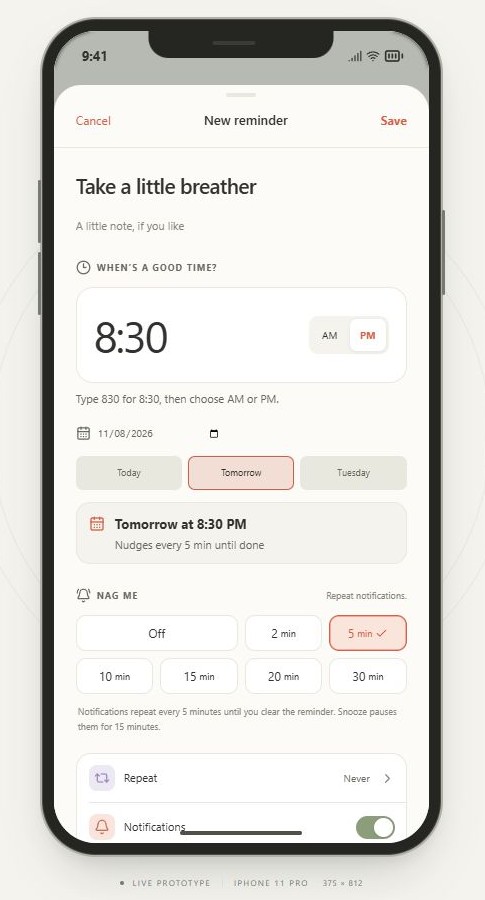 9:41
Cancel
New reminder
Save
Take a little breather
A little note, if you like
WHEN'S A GOOD TIME?
8:30
AM
PM
Type 830 for 8:30, then choose AM or PM.
11/08/2026
Today
Tomorrow
Tuesday
Tomorrow at 8:30 PM
Nudges every 5 min until done
NAG ME
Repeat notifications.
Off
2 min
5 min
10 min
15 min
20 min
30 min
Notifications repeat every 5 minutes until you clear the reminder. Snooze pauses
them for 15 minutes.
Repeat
Never
Notifications
LIVE PROTOTYPE
IPHONE 11 PRO
375 × 812